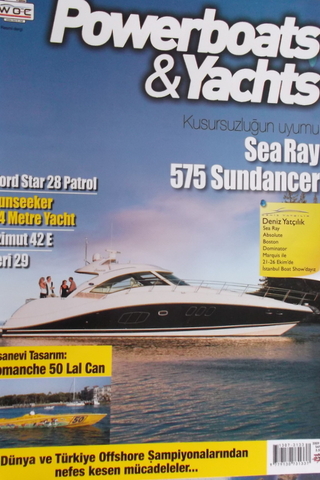 WOC
Powerboats
& Yachts
Kusursuzluğun uyumu
Sea Ray
575 Sundancer
ord Star 28 Patrol
unseeker
4 Metre Yacht
zimut 42 E
eri 29
Deniz Yatçılık
Sea Ray
Absolute
Boston
Dominator
Marquis ile
21-26 Ekim'de
İstanbul Boat Show'dayız
sanevi Tasarım:
omanche 50 Lal Can
Dünya ve Türkiye Offshore Şampiyonalarından
nefes kesen mücadeleler...